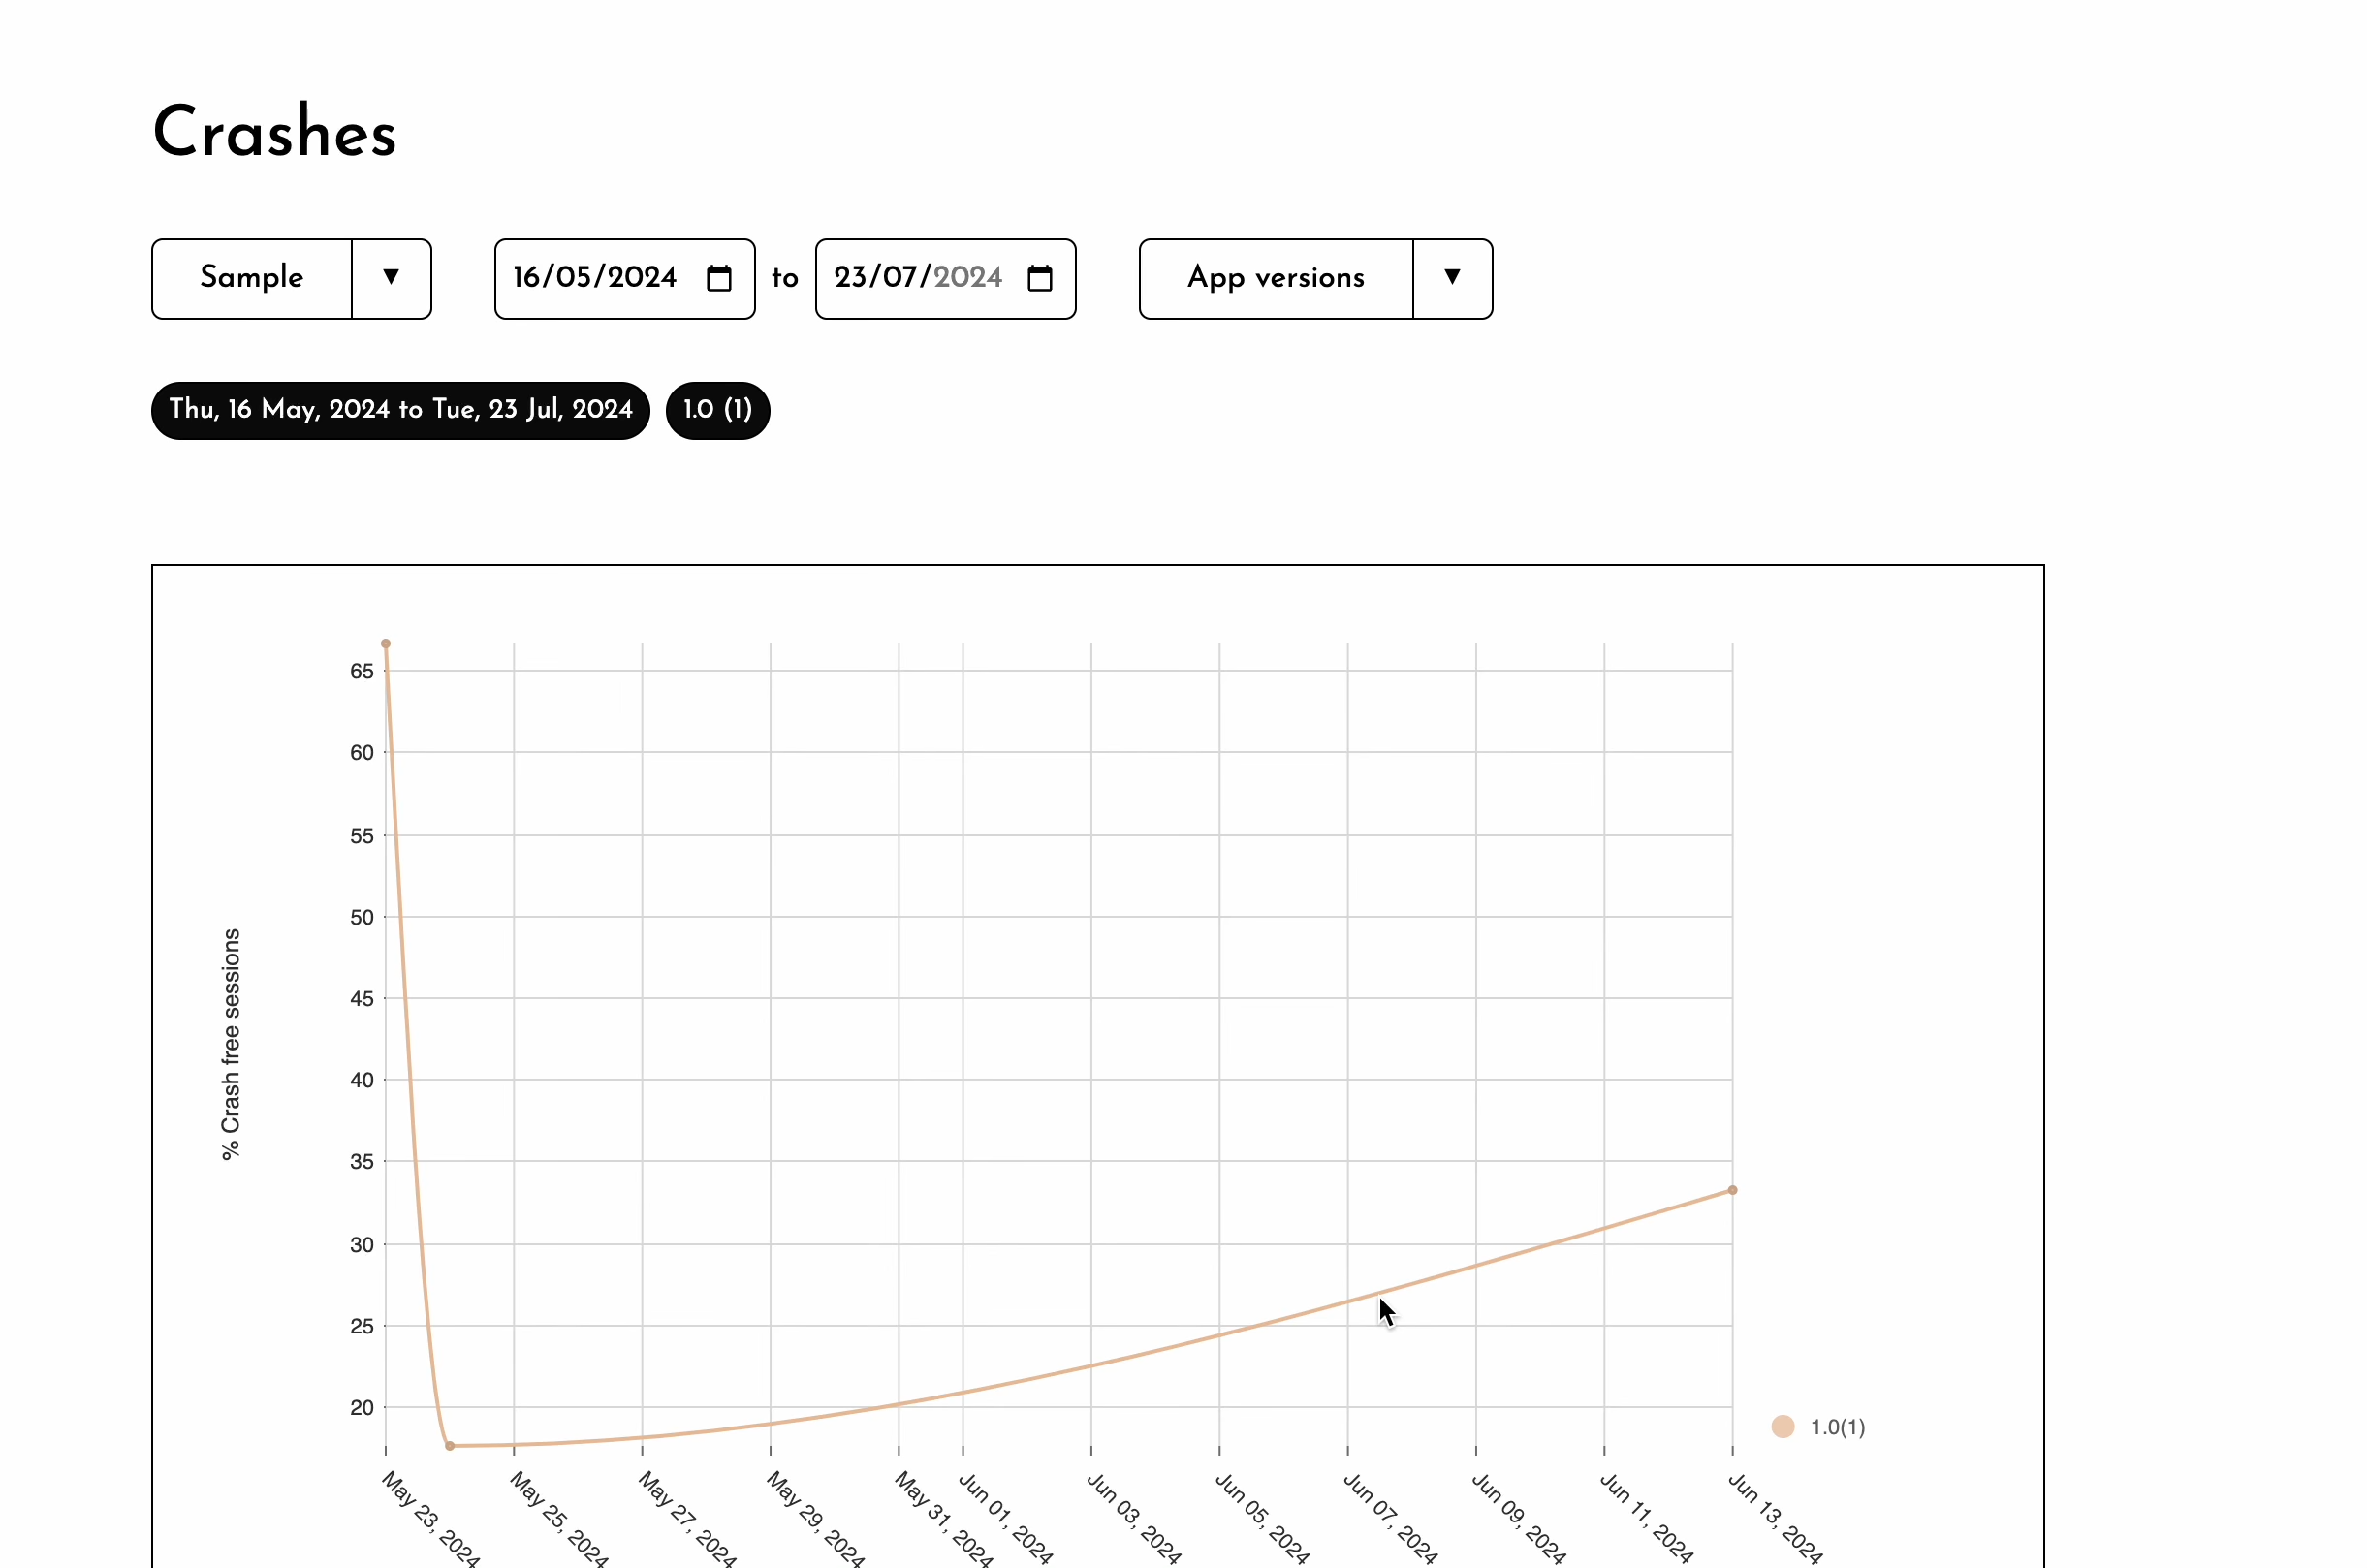 Crashes
Sample ▼ 16/05/2024 to 23/07/2024 App versions ▼
Thu, 16 May, 2024 to Tue, 23 Jul, 2024 1.0 (1)
65
60
55
50
45
40
35
30
25
20
% Crash free sessions
1.0(1)
May 23, 2024 May 25, 2024 May 27, 2024 May 29, 2024 May 31, 2024 Jun 01, 2024 Jun 03, 2024 Jun 05, 2024 Jun 07, 2024 Jun 09, 2024 Jun 11, 2024 Jun 13, 2024